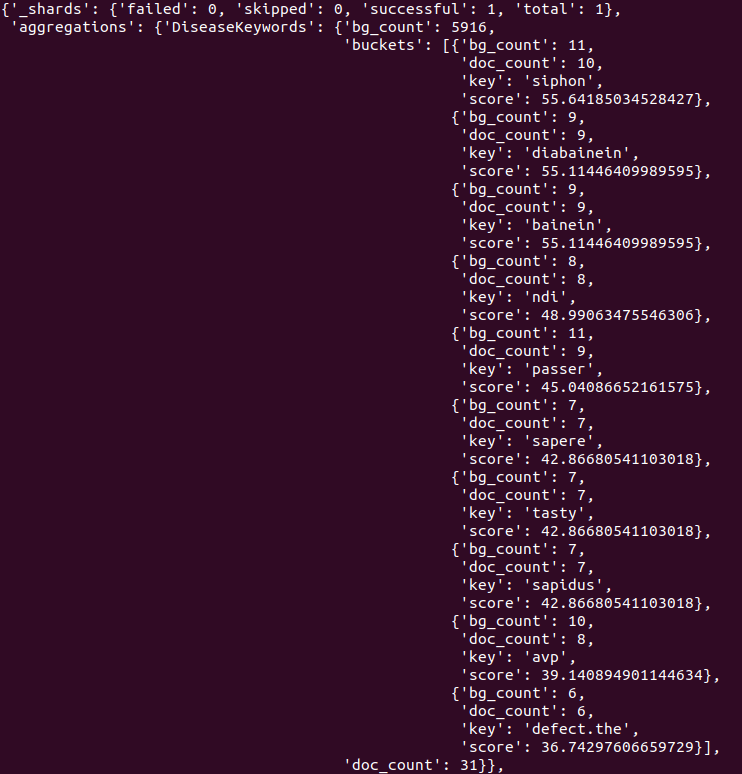 {'_shards': {'failed': 0, 'skipped': 0, 'successful': 1, 'total': 1},
 'aggregations': {'DiseaseKeywords': {'bg_count': 5916,
                                      'buckets': [{'bg_count': 11,
                                                   'doc_count': 10,
                                                   'key': 'siphon',
                                                   'score': 55.64185034528427},
                                                  {'bg_count': 9,
                                                   'doc_count': 9,
                                                   'key': 'diabainein',
                                                   'score': 55.11446409989595},
                                                  {'bg_count': 9,
                                                   'doc_count': 9,
                                                   'key': 'bainein',
                                                   'score': 55.11446409989595},
                                                  {'bg_count': 8,
                                                   'doc_count': 8,
                                                   'key': 'ndi',
                                                   'score': 48.99063475546306},
                                                  {'bg_count': 11,
                                                   'doc_count': 9,
                                                   'key': 'passer',
                                                   'score': 45.04086652161575},
                                                  {'bg_count': 7,
                                                   'doc_count': 7,
                                                   'key': 'sapere',
                                                   'score': 42.86680541103018},
                                                  {'bg_count': 7,
                                                   'doc_count': 7,
                                                   'key': 'tasty',
                                                   'score': 42.86680541103018},
                                                  {'bg_count': 7,
                                                   'doc_count': 7,
                                                   'key': 'sapidus',
                                                   'score': 42.86680541103018},
                                                  {'bg_count': 10,
                                                   'doc_count': 8,
                                                   'key': 'avp',
                                                   'score': 39.140894901144634},
                                                  {'bg_count': 6,
                                                   'doc_count': 6,
                                                   'key': 'defect.the',
                                                   'score': 36.74297606659729}],
                                      'doc_count': 31}},